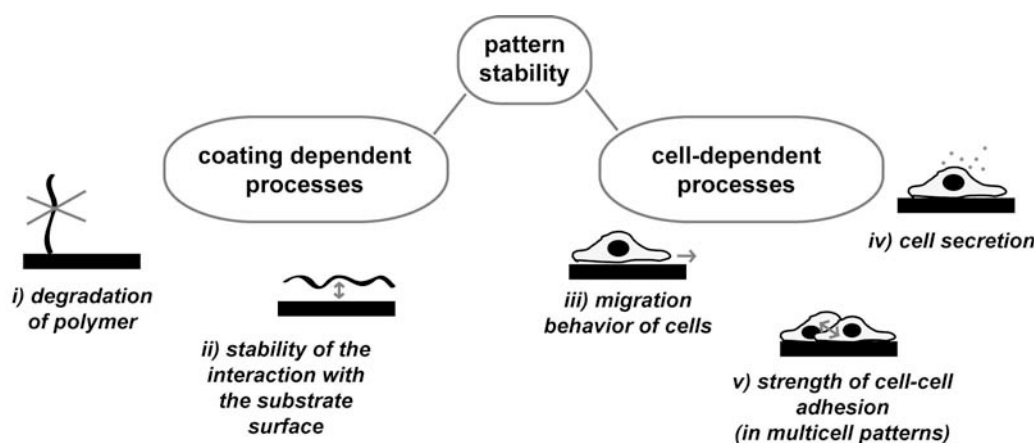 pattern
stability
coating dependent
processes
cell-dependent
processes
i) degradation
of polymer
ii) stability of the
interaction with
the substrate
surface
iii) migration
behavior of cells
iv) cell secretion
v) strength of cell-cell
adhesion
(in multicell patterns)